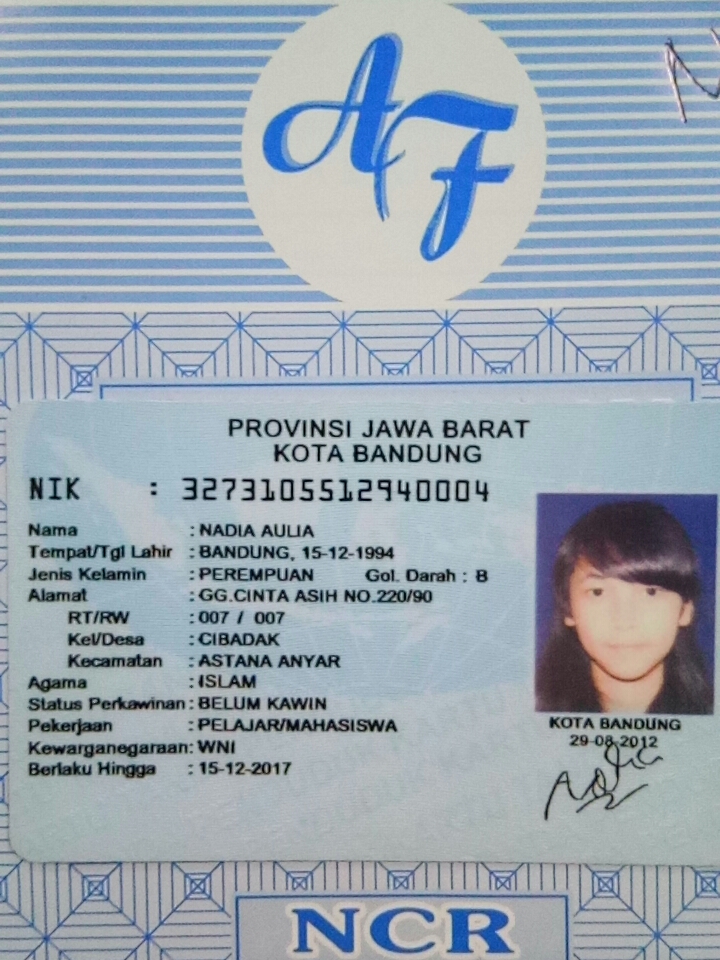 AF
PROVINSI JAWA BARAT
KOTA BANDUNG
NIK : 3273105512940004
Nama : NADIA AULIA
Tempat/Tgl Lahir : BANDUNG, 15-12-1994
Jenis Kelamin : PEREMPUAN Gol. Darah : B
Alamat : GG.CINTA ASIH NO.220/90
RT/RW : 007 / 007
Kel/Desa : CIBADAK
Kecamatan : ASTANA ANYAR
Agama : ISLAM
Status Perkawinan : BELUM KAWIN
Pekerjaan : PELAJAR/MAHASISWA
Kewarganegaraan: WNI
Berlaku Hingga : 15-12-2017
KOTA BANDUNG
29-08-2012
NCR